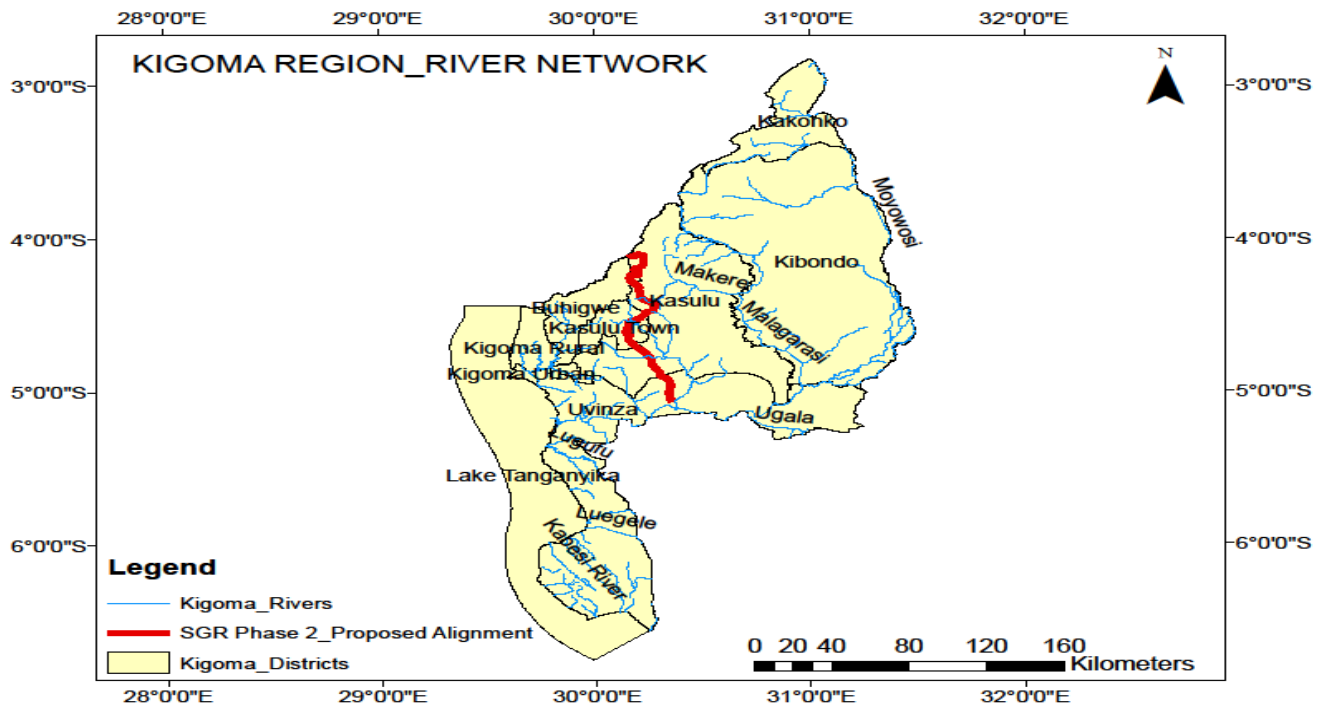 28°0'0"E 29°0'0"E 30°0'0"E 31°0'0"E 32°0'0"E
KIGOMA REGION_RIVER NETWORK
N
3°0'0"S 3°0'0"S
Kakonko
Moyowosi
4°0'0"S 4°0'0"S
Kibondo
Makere
Kasulu
Buhigwe
Malagarasi
Kasulu Town
Kigoma Rural
Kigoma Urban
5°0'0"S 5°0'0"S
Uvinza
Ugala
Lugufu
Lake Tanganyika
Luegele
6°0'0"S 6°0'0"S
Kabesi River
Legend
Kigoma_Rivers
SGR Phase 2_Proposed Alignment
Kigoma_Districts
0 20 40 80 120 160
Kilometers
28°0'0"E 29°0'0"E 30°0'0"E 31°0'0"E 32°0'0"E